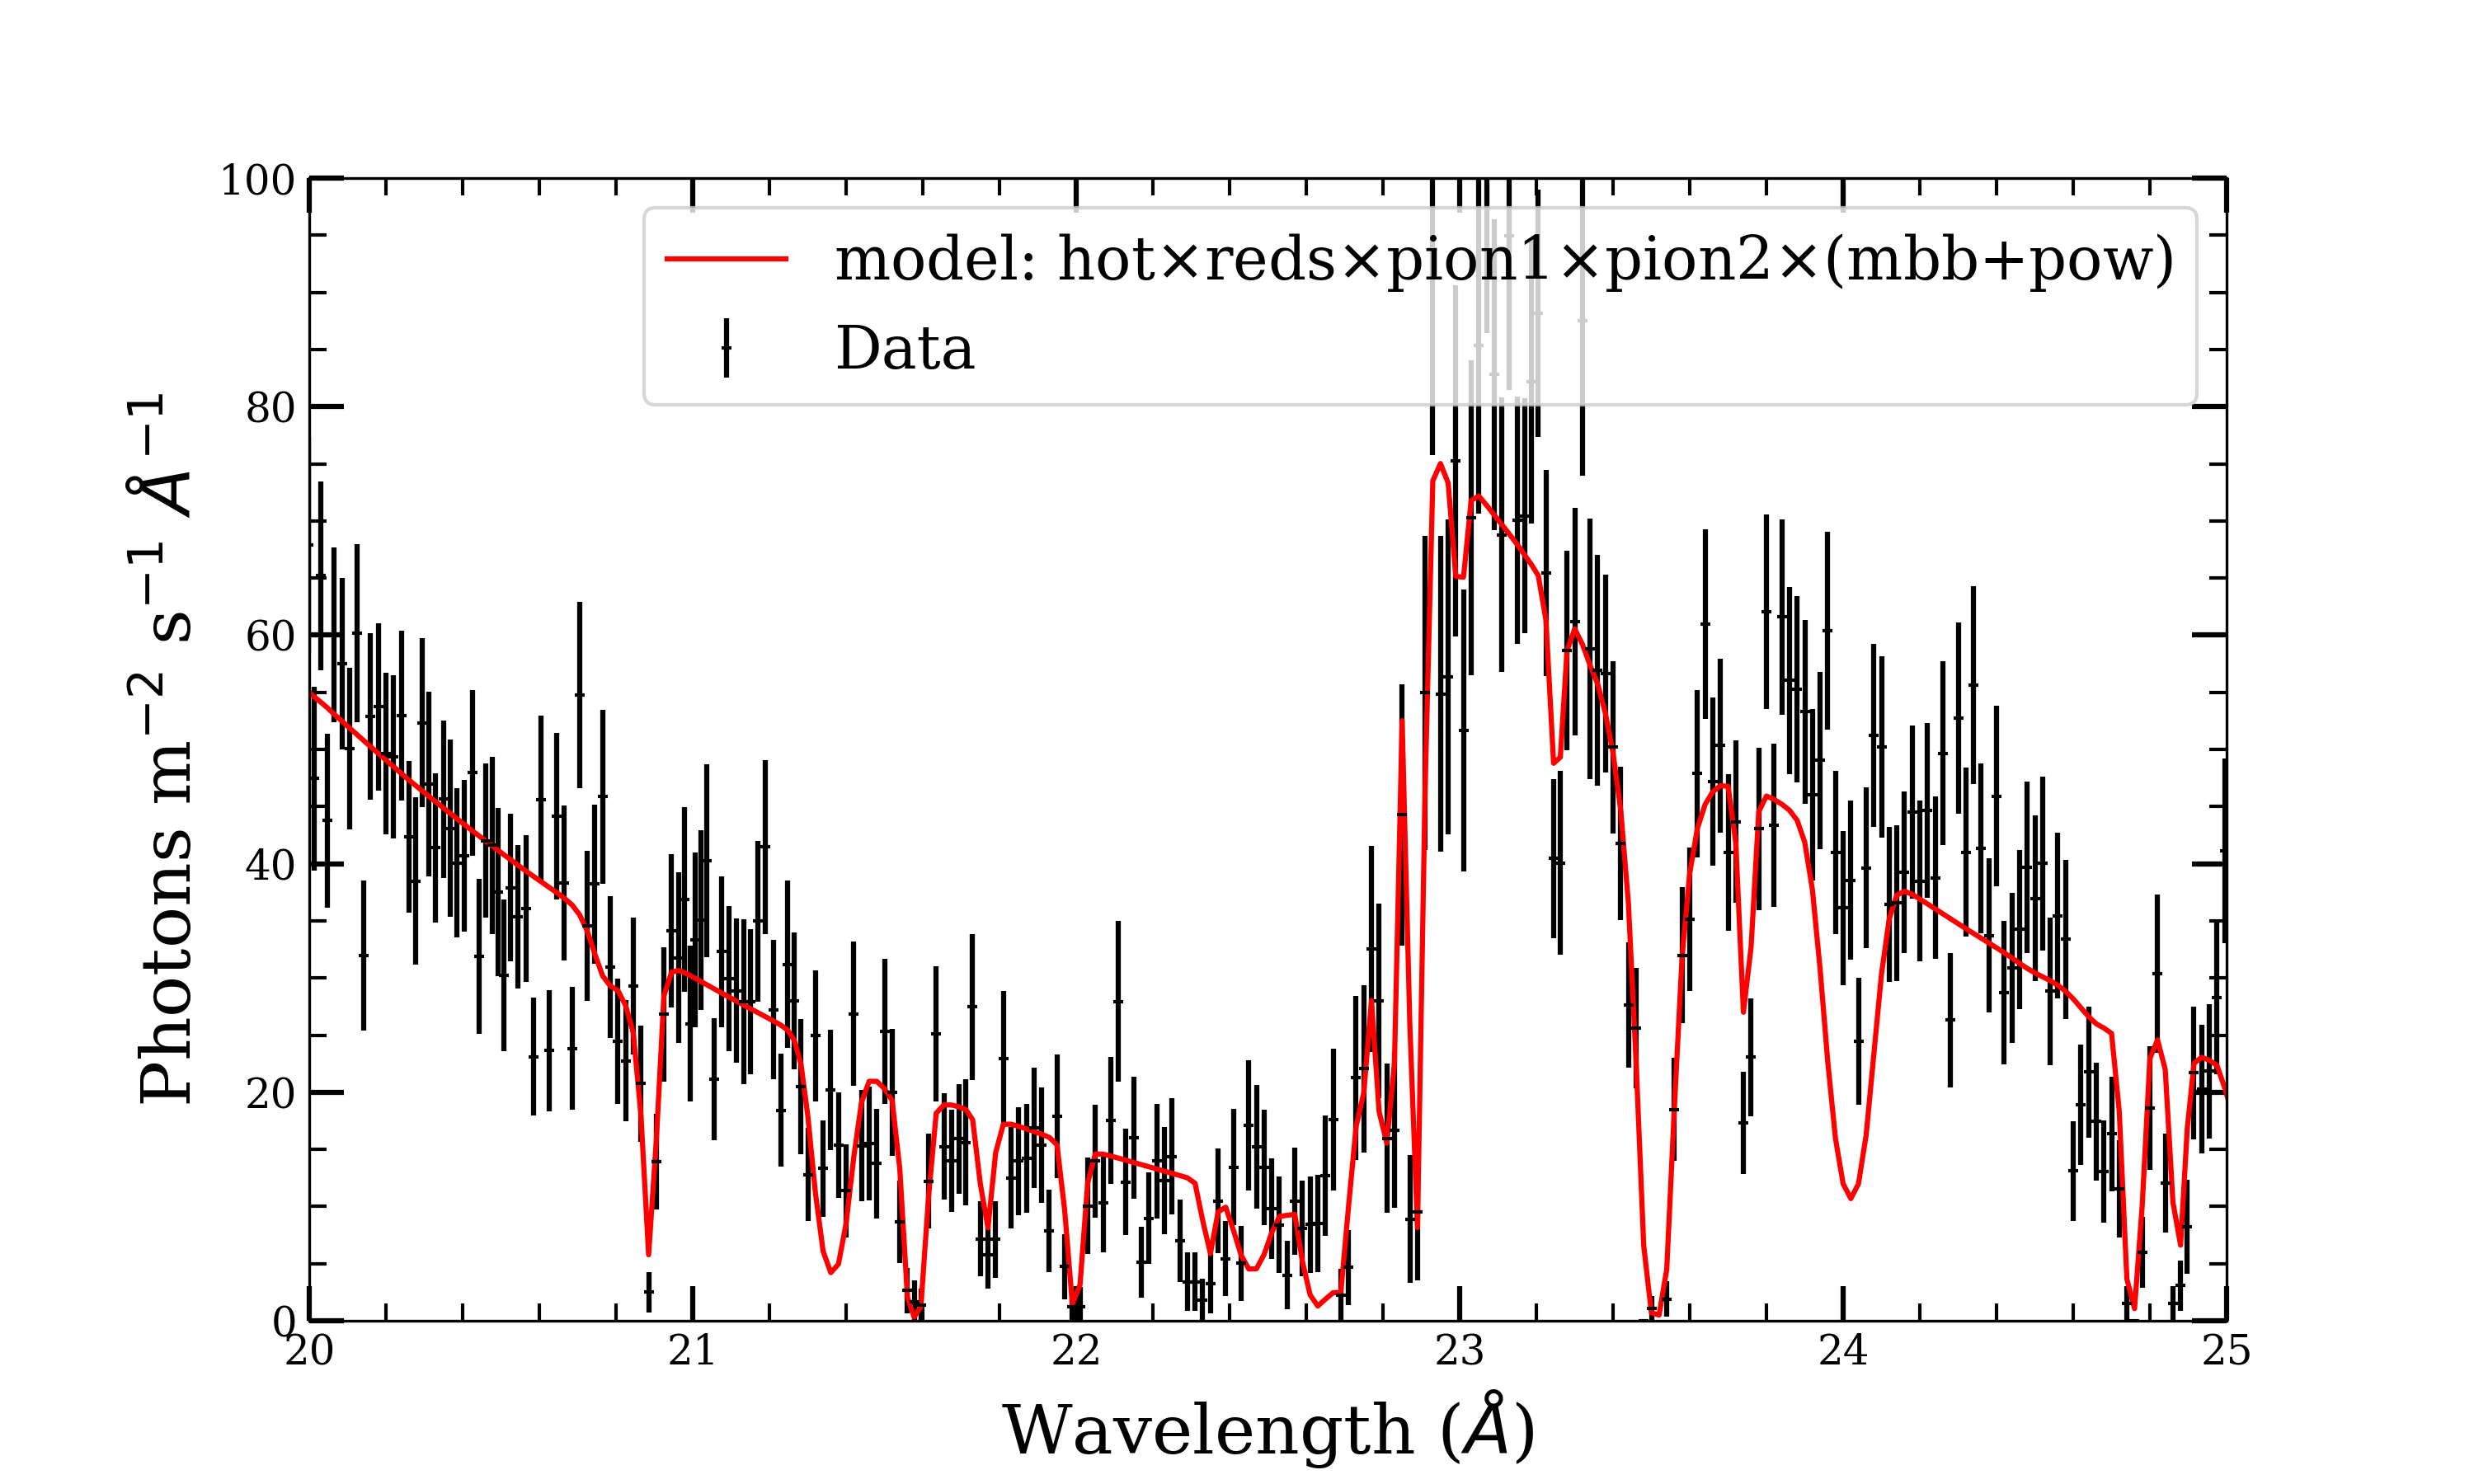 model: hot×reds×pion1×pion2×(mbb+pow)
Data
Photons m⁻² s⁻¹ Å⁻¹
100
80
60
40
20
0
20 21 22 23 24 25
Wavelength (Å)